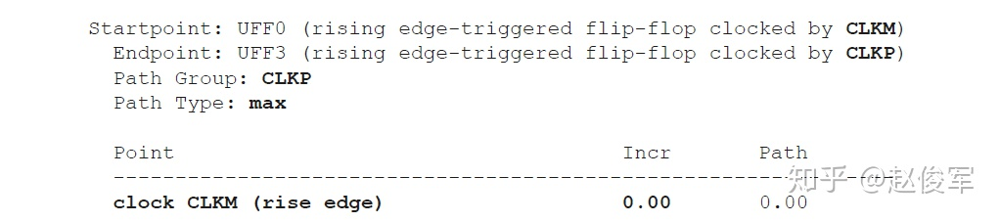 Startpoint: UFF0 (rising edge-triggered flip-flop clocked by CLKM)
Endpoint: UFF3 (rising edge-triggered flip-flop clocked by CLKP)
Path Group: CLKP
Path Type: max
Point Incr Path
---------------------------------------------------------------
知乎 @赵俊军
clock CLKM (rise edge) 0.00 0.00